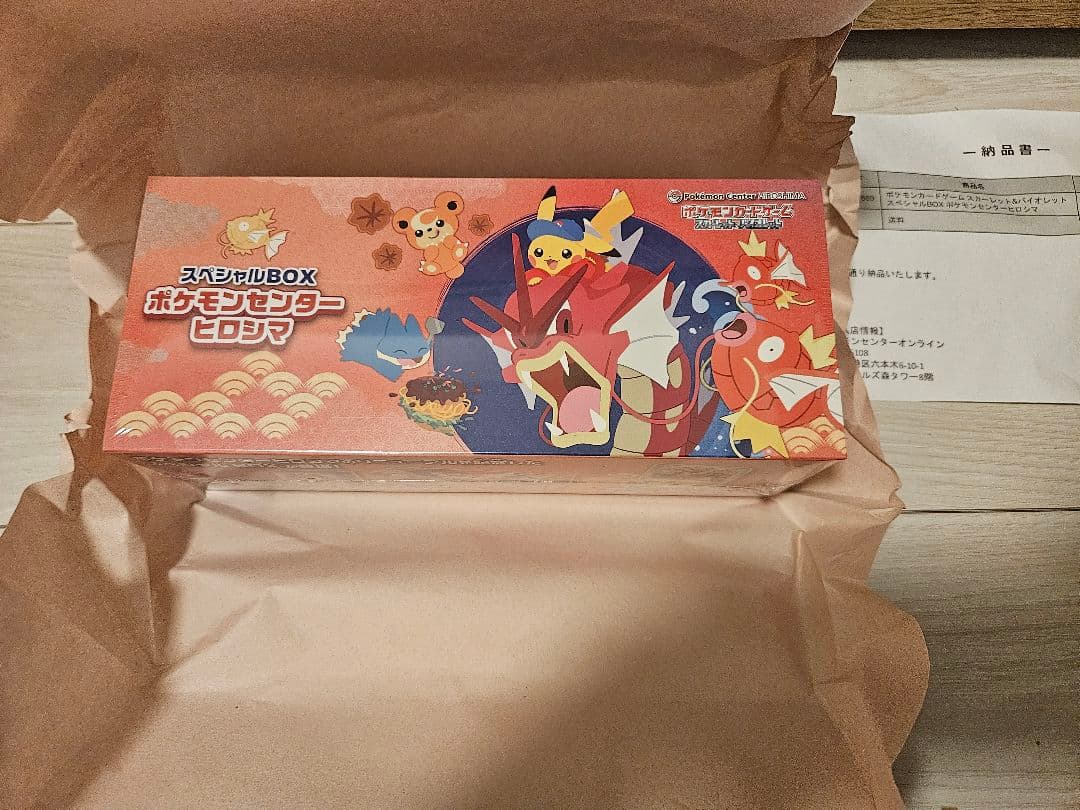 Pokémon Center HIROSHIMA
ポケモンカードゲーム
スカーレット&バイオレット
スペシャルBOX
ポケモンセンター
ヒロシマ
ー納品書ー
商品名
ポケモンカードゲームスカーレット&バイオレット
スペシャルBOX ポケモンセンターヒロシマ
送料
通り納品いたします。
店情報】
ンセンターオンライン
108
区六本木6-10-1
ルズ森タワー8階